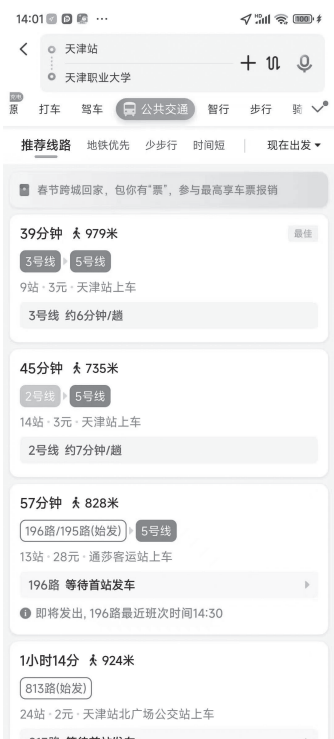 14:01
100
天津站
天津职业大学
打车 驾车 公共交通 智行 步行 骑
推荐线路 地铁优先 少步行 时间短 现在出发
春节跨城回家，包你有“票”，参与最高享车票报销
39分钟 979米 最佳
3号线 5号线
9站·3元·天津站上车
3号线 约6分钟/趟
45分钟 735米
2号线 5号线
14站·3元·天津站上车
2号线 约7分钟/趟
57分钟 828米
196路/195路(始发) 5号线
13站·28元·通莎客运站上车
196路 等待首站发车
即将发出，196路最近班次时间14:30
1小时14分 924米
813路(始发)
24站·2元·天津站北广场公交站上车